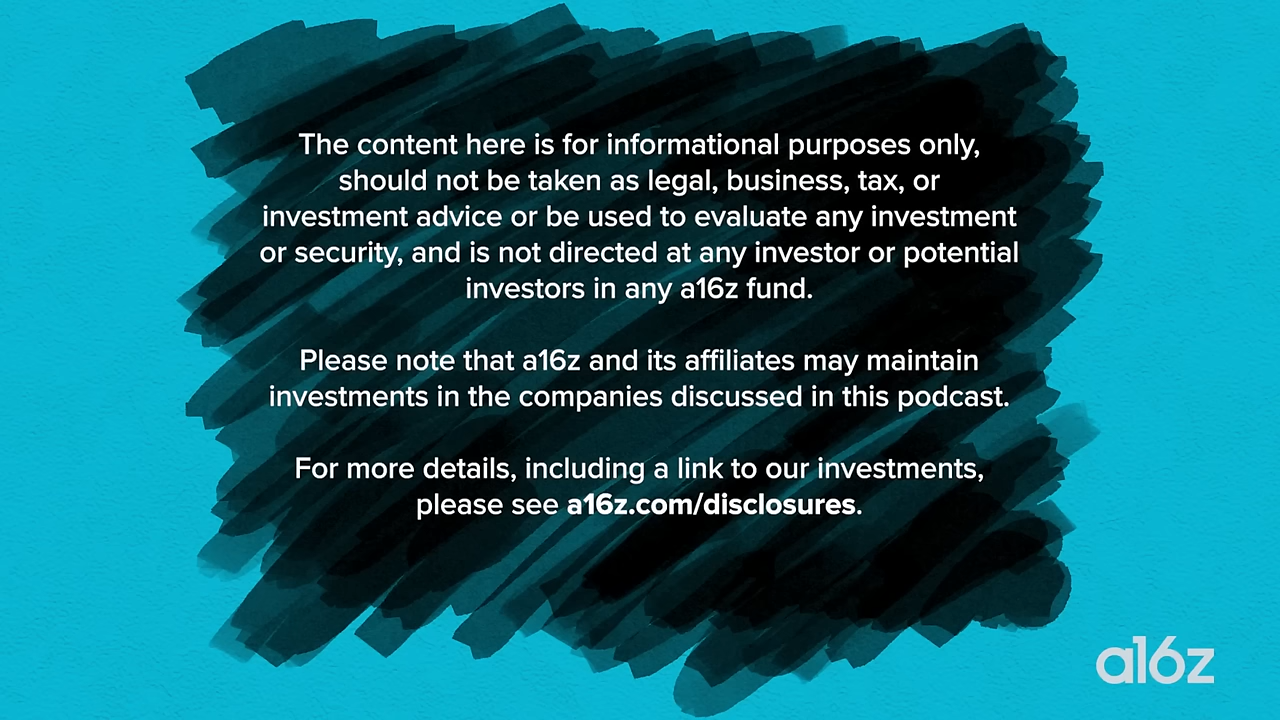 The content here is for informational purposes only,
should not be taken as legal, business, tax, or
investment advice or be used to evaluate any investment
or security, and is not directed at any investor or potential
investors in any a16z fund.
Please note that a16z and its affiliates may maintain
investments in the companies discussed in this podcast.
For more details, including a link to our investments,
please see a16z.com/disclosures.
a16z